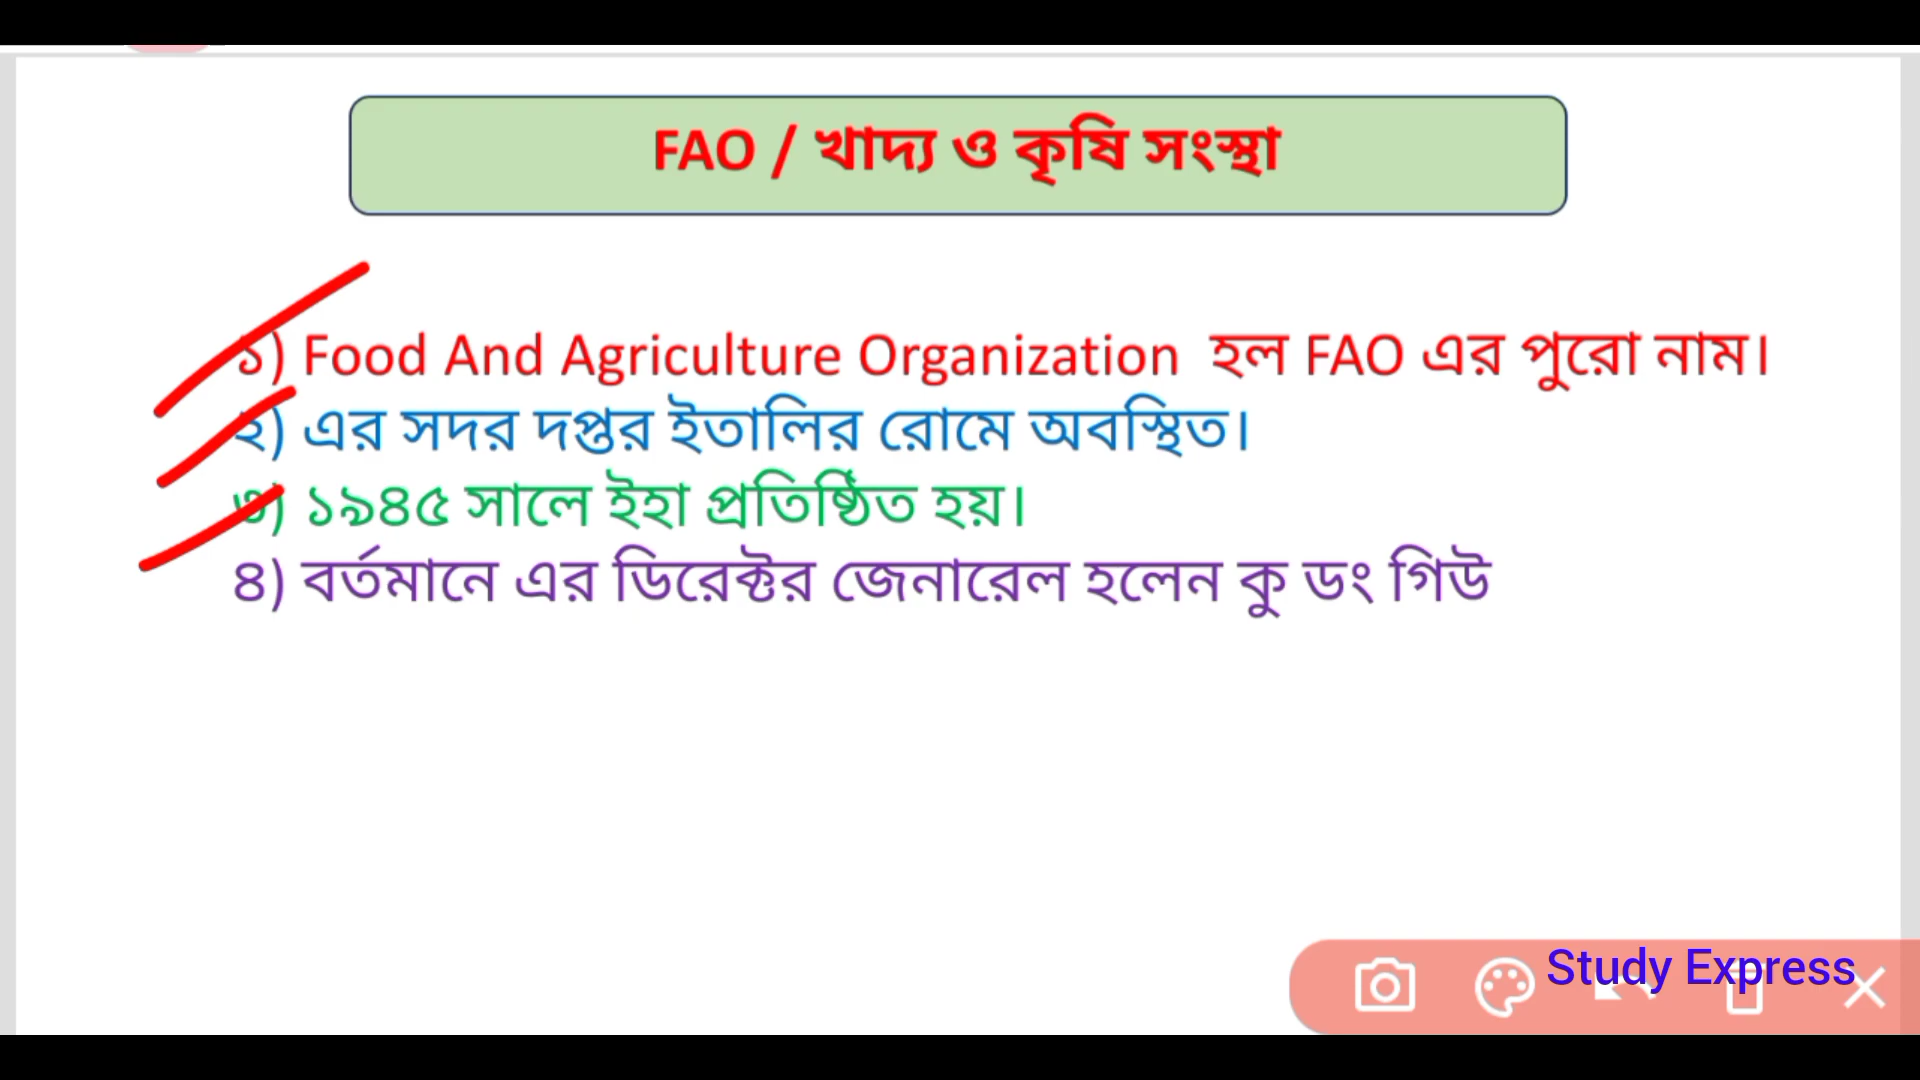 FAO / খাদ্য ও কৃষি সংস্থা
১) Food And Agriculture Organization হল FAO এর পুরো নাম।
২) এর সদর দপ্তর ইতালির রোমে অবস্থিত।
৩) ১৯৪৫ সালে ইহা প্রতিষ্ঠিত হয়।
৪) বর্তমানে এর ডিরেক্টর জেনারেল হলেন কু ডং গিউ
Study Express